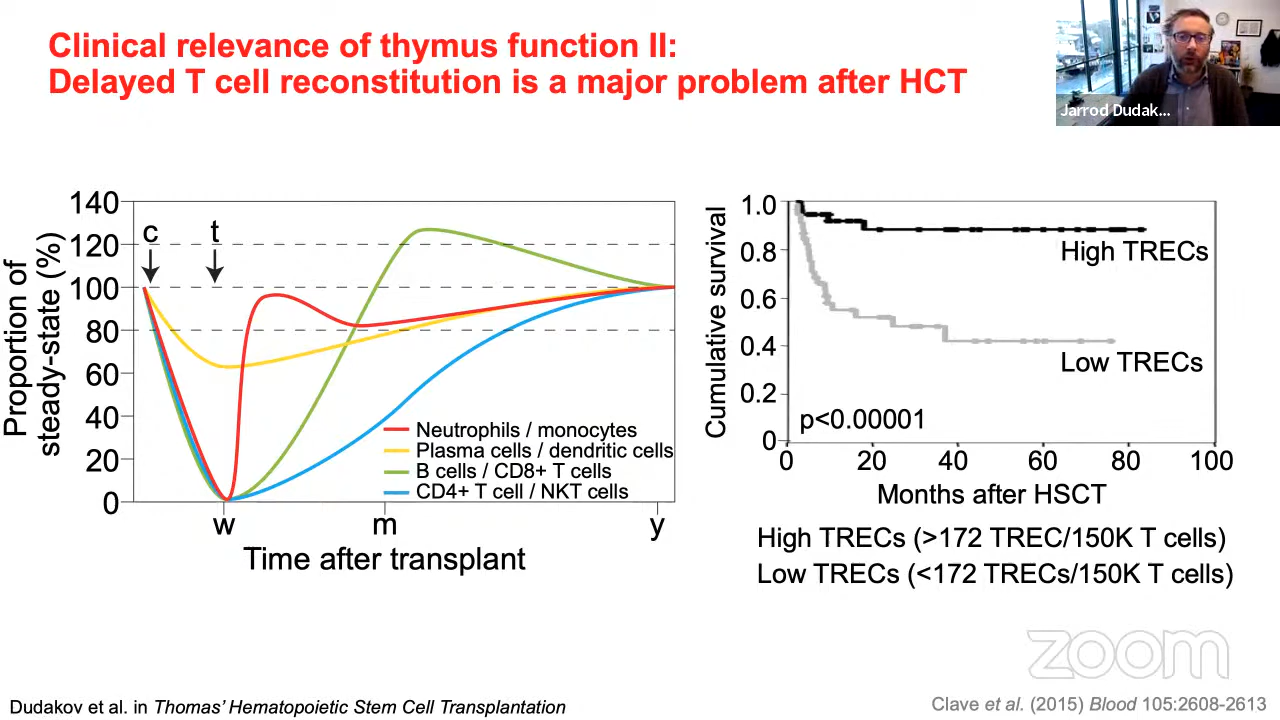 Clinical relevance of thymus function II:
Delayed T cell reconstitution is a major problem after HCT
Jarrod Dudak...
Proportion of
steady-state (%)
140
120
100
80
60
40
20
0
c
t
Neutrophils / monocytes
Plasma cells / dendritic cells
B cells / CD8+ T cells
CD4+ T cell / NKT cells
w
m
y
Time after transplant
Cumulative survival
1.0
0.8
0.6
0.4
0.2
0
High TRECs
Low TRECs
p<0.00001
0
20
40
60
80
100
Months after HSCT
High TRECs (>172 TREC/150K T cells)
Low TRECs (<172 TRECs/150K T cells)
zoom
Dudakov et al. in Thomas' Hematopoietic Stem Cell Transplantation
Clave et al. (2015) Blood 105:2608-2613